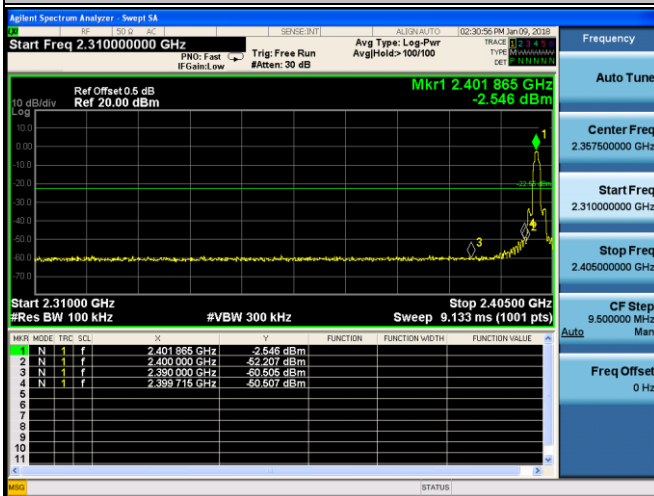 Agilent Spectrum Analyzer - Swept SA
RF 50 Ω AC SENSE:INT ALIGN AUTO 02:30:56 PM Jan 09, 2018
Start Freq 2.310000000 GHz
PNO: Fast
IFGain:Low
Trig: Free Run
#Atten: 30 dB
Avg Type: Log-Pwr
Avg|Hold:> 100/100
TRACE 1 2 3 4 5 6
TYPE M
DET P N N N N N
Ref Offset 0.5 dB
10 dB/div Ref 20.00 dBm
Log
Mkr1 2.401 865 GHz
-2.546 dBm
10.0
0.00
-10.0
-20.0
-30.0
-40.0
-50.0
-60.0
-70.0
1
-22.55 dBm
2
3
Start 2.31000 GHz Stop 2.40500 GHz
#Res BW 100 kHz #VBW 300 kHz Sweep 9.133 ms (1001 pts)
MKR MODE TRC SCL X Y FUNCTION FUNCTION WIDTH FUNCTION VALUE
1 N 1 f 2.401 865 GHz -2.546 dBm
2 N 1 f 2.400 000 GHz -52.207 dBm
3 N 1 f 2.390 000 GHz -60.505 dBm
4 N 1 f 2.399 715 GHz -50.507 dBm
5
6
7
8
9
10
11
MSG STATUS
Frequency
Auto Tune
Center Freq
2.357500000 GHz
Start Freq
2.310000000 GHz
Stop Freq
2.405000000 GHz
CF Step
9.500000 MHz
Auto Man
Freq Offset
0 Hz